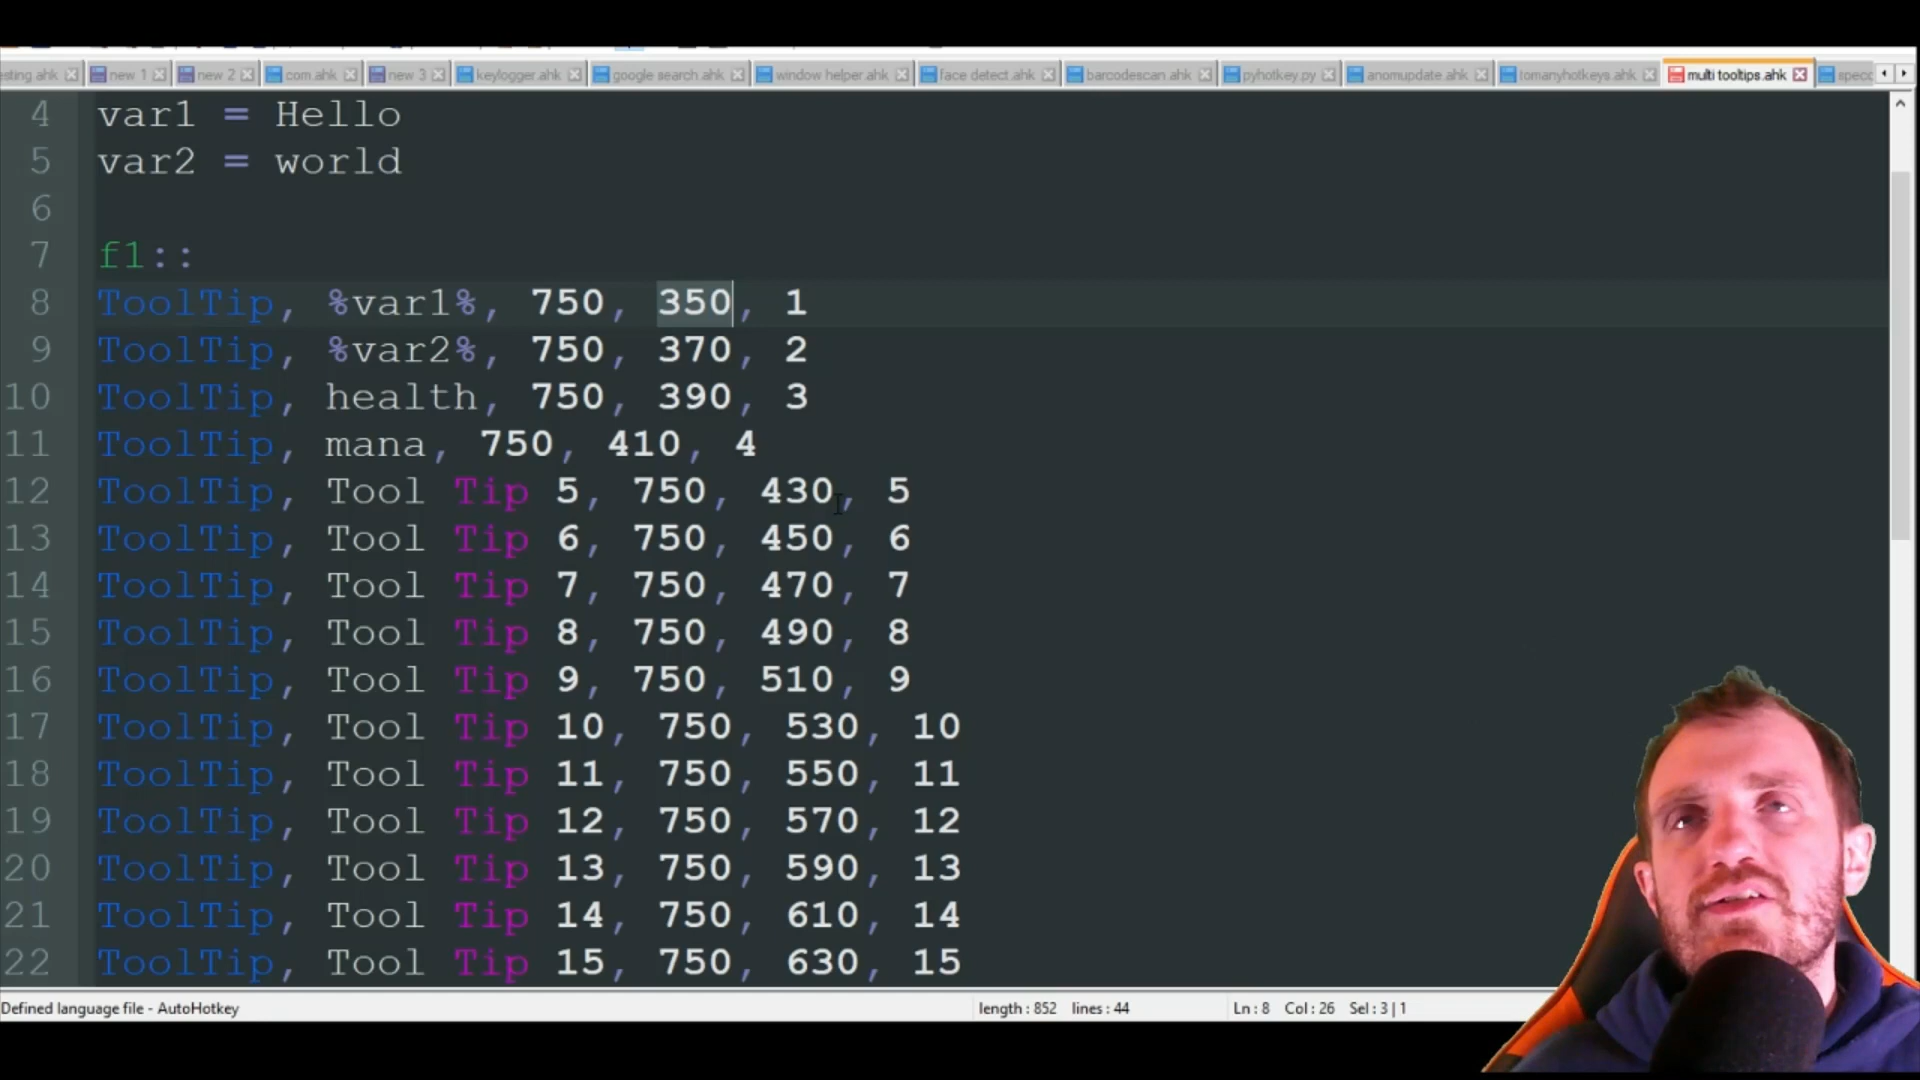 esting.ahk new 1 new 2 com.ahk new 3 keylogger.ahk google search.ahk window helper.ahk face detect.ahk barcodescan.ahk pyhotkey.py anomupdate.ahk tomanyhotkeys.ahk multi tooltips.ahk
4 var1 = Hello
5 var2 = world
6
7 f1::
8 ToolTip, %var1%, 750, 350, 1
9 ToolTip, %var2%, 750, 370, 2
10 ToolTip, health, 750, 390, 3
11 ToolTip, mana, 750, 410, 4
12 ToolTip, Tool Tip 5, 750, 430, 5
13 ToolTip, Tool Tip 6, 750, 450, 6
14 ToolTip, Tool Tip 7, 750, 470, 7
15 ToolTip, Tool Tip 8, 750, 490, 8
16 ToolTip, Tool Tip 9, 750, 510, 9
17 ToolTip, Tool Tip 10, 750, 530, 10
18 ToolTip, Tool Tip 11, 750, 550, 11
19 ToolTip, Tool Tip 12, 750, 570, 12
20 ToolTip, Tool Tip 13, 750, 590, 13
21 ToolTip, Tool Tip 14, 750, 610, 14
22 ToolTip, Tool Tip 15, 750, 630, 15
Defined language file - AutoHotkey length : 852 lines : 44 Ln : 8 Col : 26 Sel : 3 | 1